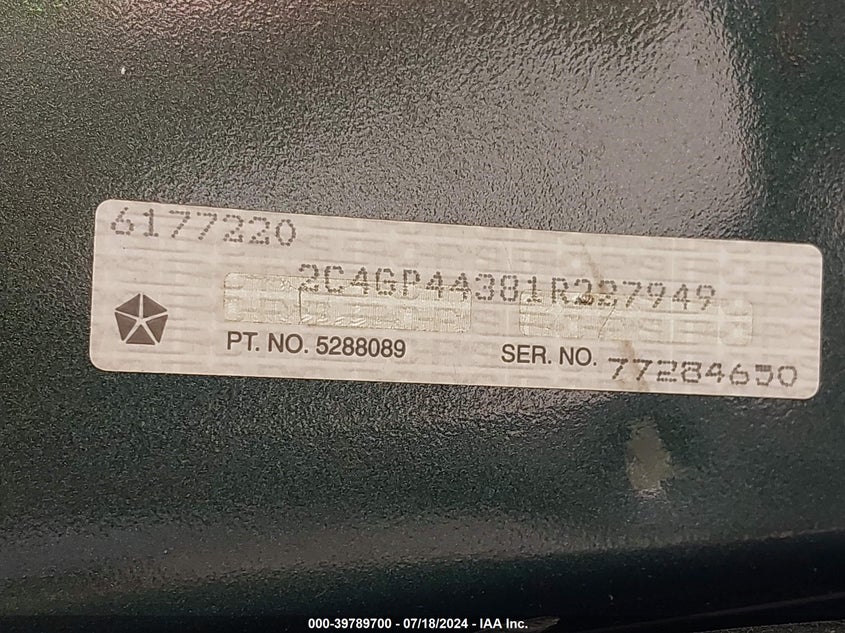 6177220
2C4GP44381R227949
PT. NO. 5288089
SER. NO. 77284650
000-39789700 - 07/18/2024 - IAA Inc.